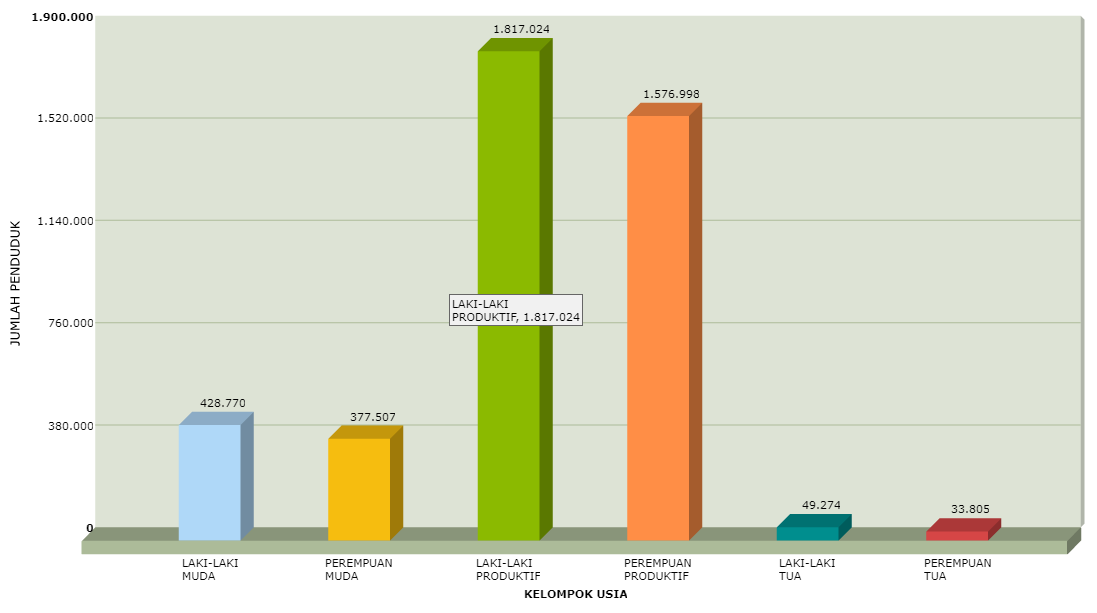 1.900.000
1.520.000
1.140.000
760.000
380.000
0
JUMLAH PENDUDUK
428.770
377.507
1.817.024
1.576.998
49.274
33.805
LAKI-LAKI
PRODUKTIF, 1.817.024
LAKI-LAKI
MUDA
PEREMPUAN
MUDA
LAKI-LAKI
PRODUKTIF
PEREMPUAN
PRODUKTIF
LAKI-LAKI
TUA
PEREMPUAN
TUA
KELOMPOK USIA